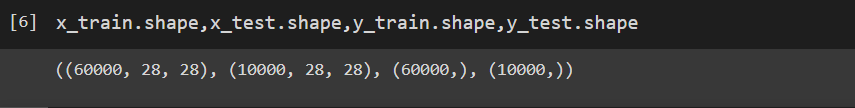 [6] x_train.shape,x_test.shape,y_train.shape,y_test.shape
((60000, 28, 28), (10000, 28, 28), (60000,), (10000,))